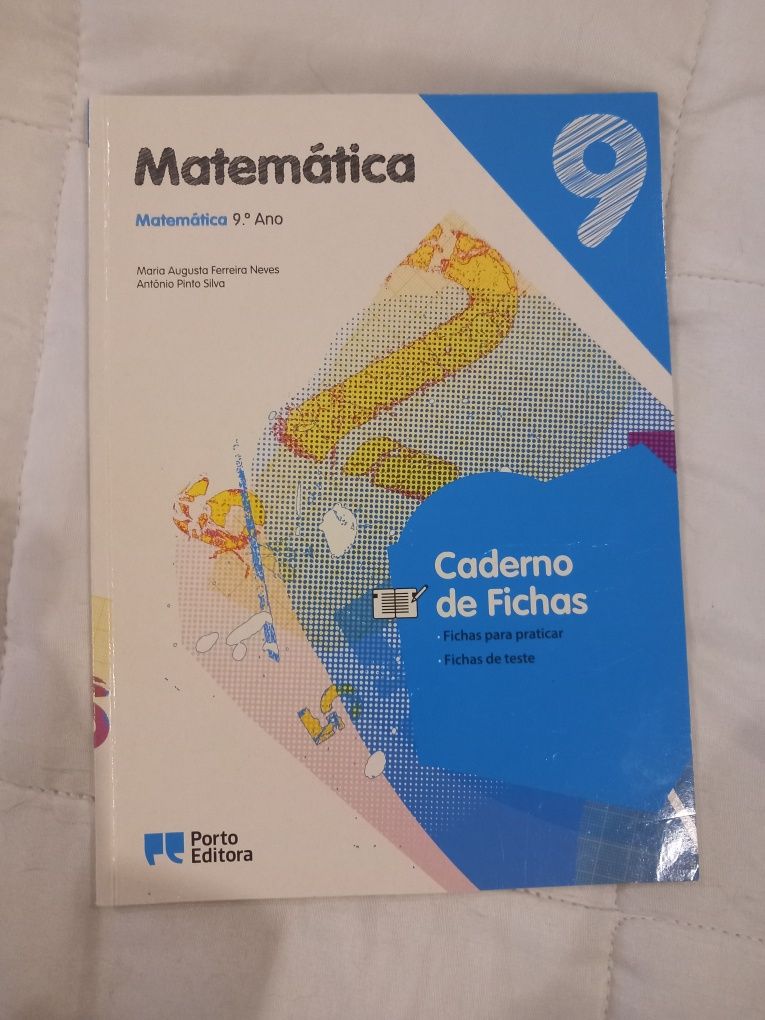 Matemática
9
Matemática 9.º Ano
Maria Augusta Ferreira Neves
António Pinto Silva
Caderno
de Fichas
· Fichas para praticar
· Fichas de teste
Porto
Editora